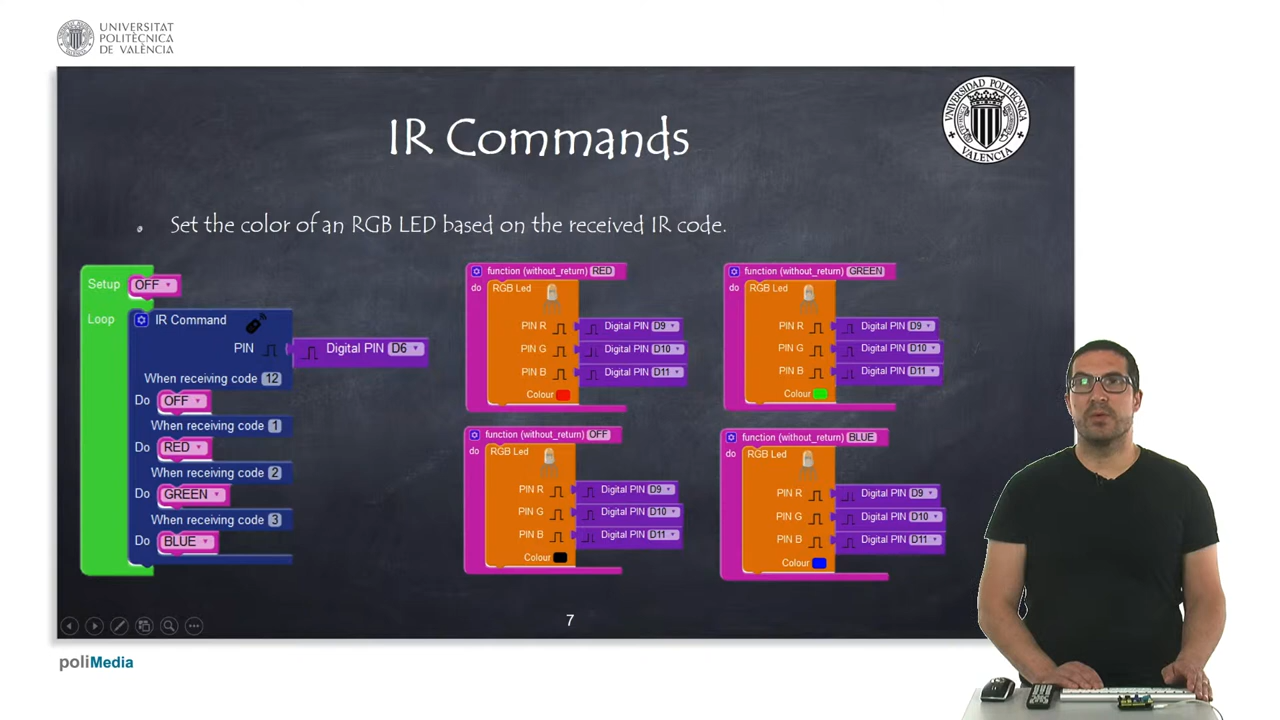 UNIVERSITAT
POLITÈCNICA
DE VALÈNCIA
UNIVERSIDAD POLITECNICA
VALENCIA
IR Commands
Set the color of an RGB LED based on the received IR code.
Setup OFF
Loop IR Command
PIN Digital PIN D6
When receiving code 12
Do OFF
When receiving code 1
Do RED
When receiving code 2
Do GREEN
When receiving code 3
Do BLUE
function (without_return) RED
do RGB Led
PIN R Digital PIN D9
PIN G Digital PIN D10
PIN B Digital PIN D11
Colour
function (without_return) GREEN
do RGB Led
PIN R Digital PIN D9
PIN G Digital PIN D10
PIN B Digital PIN D11
Colour
function (without_return) OFF
do RGB Led
PIN R Digital PIN D9
PIN G Digital PIN D10
PIN B Digital PIN D11
Colour
function (without_return) BLUE
do RGB Led
PIN R Digital PIN D9
PIN G Digital PIN D10
PIN B Digital PIN D11
Colour
7
poliMedia